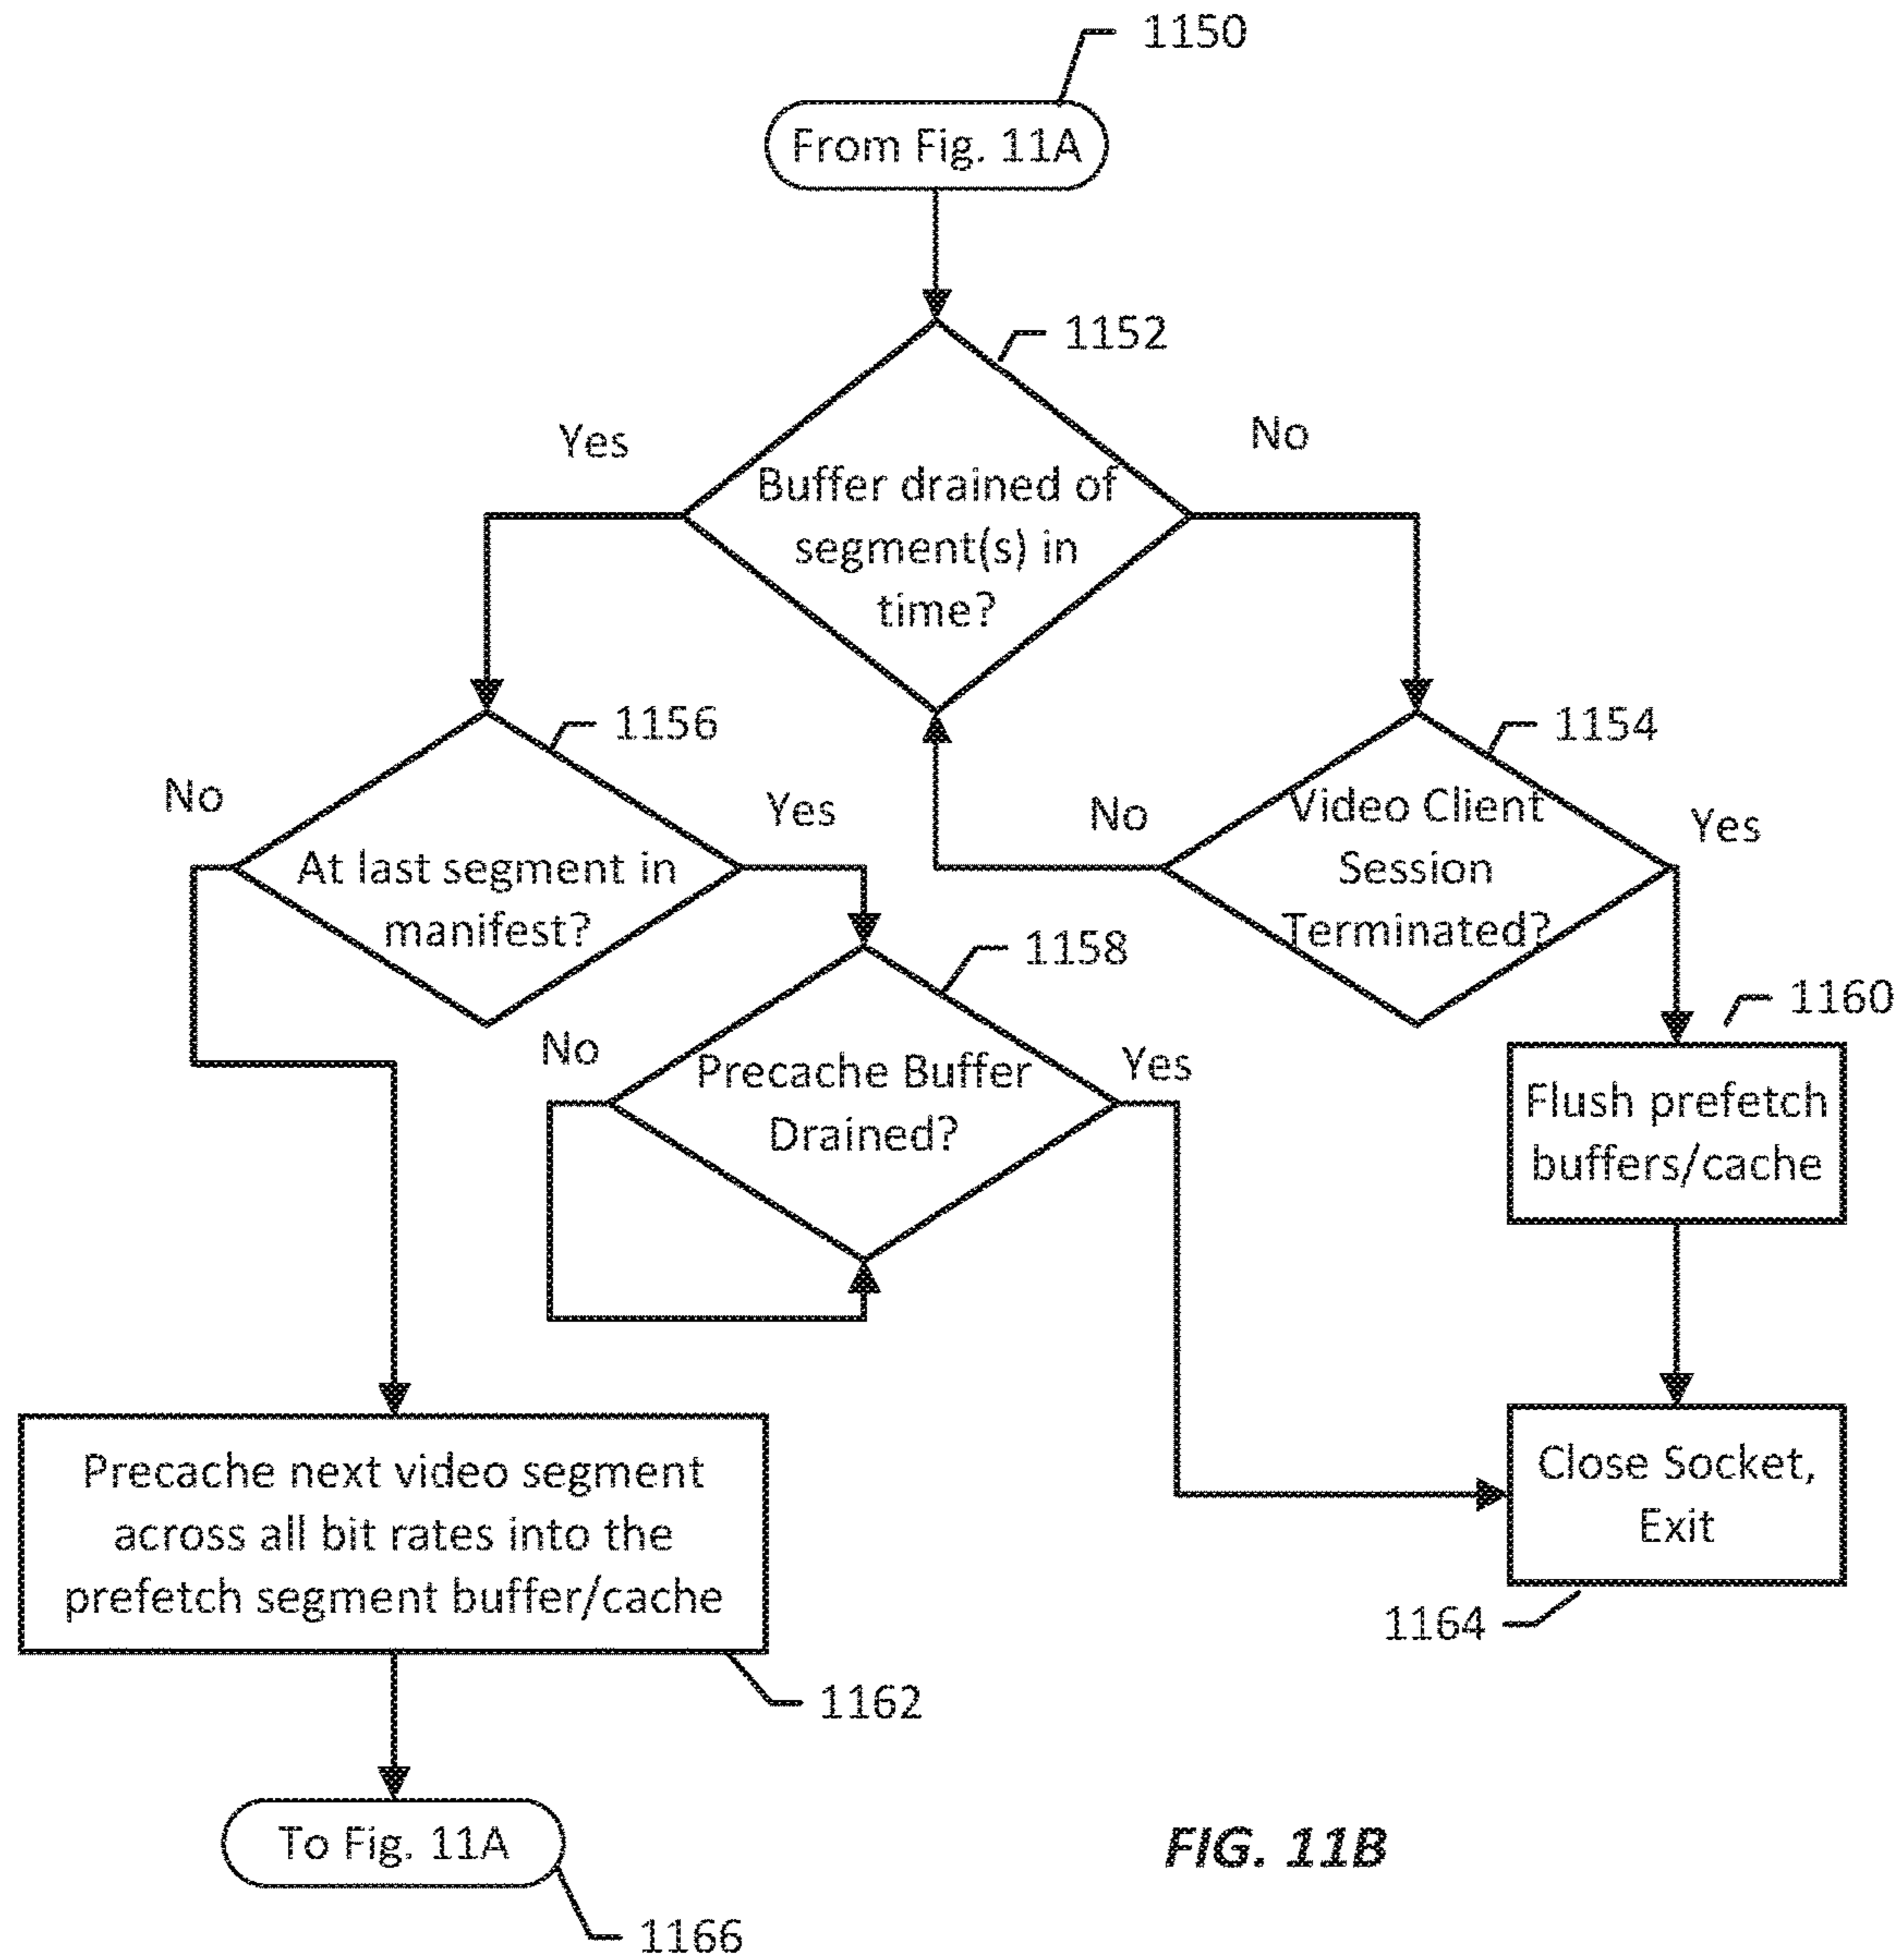 1150
From Fig. 11A
1152
Yes
No
Buffer drained of
segment(s) in
time?
1156
1154
No
Yes
No
Video Client
Session
Terminated?
Yes
At last segment in
manifest?
1158
1160
No
Precache Buffer
Drained?
Yes
Flush prefetch
buffers/cache
Precache next video segment
across all bit rates into the
prefetch segment buffer/cache
Close Socket,
Exit
1164
1162
To Fig. 11A
FIG. 11B
1166